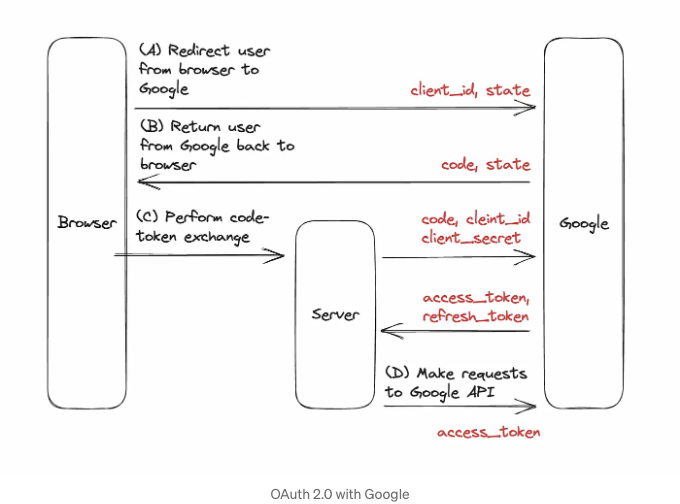 (A) Redirect user
from browser to
Google
client_id, state
(B) Return user
from Google back to
browser
code, state
Browser
(C) Perform code-
token exchange
code, cleint_id
client_secret
Google
Server
access_token,
refresh_token
(D) Make requests
to Google API
access_token
OAuth 2.0 with Google